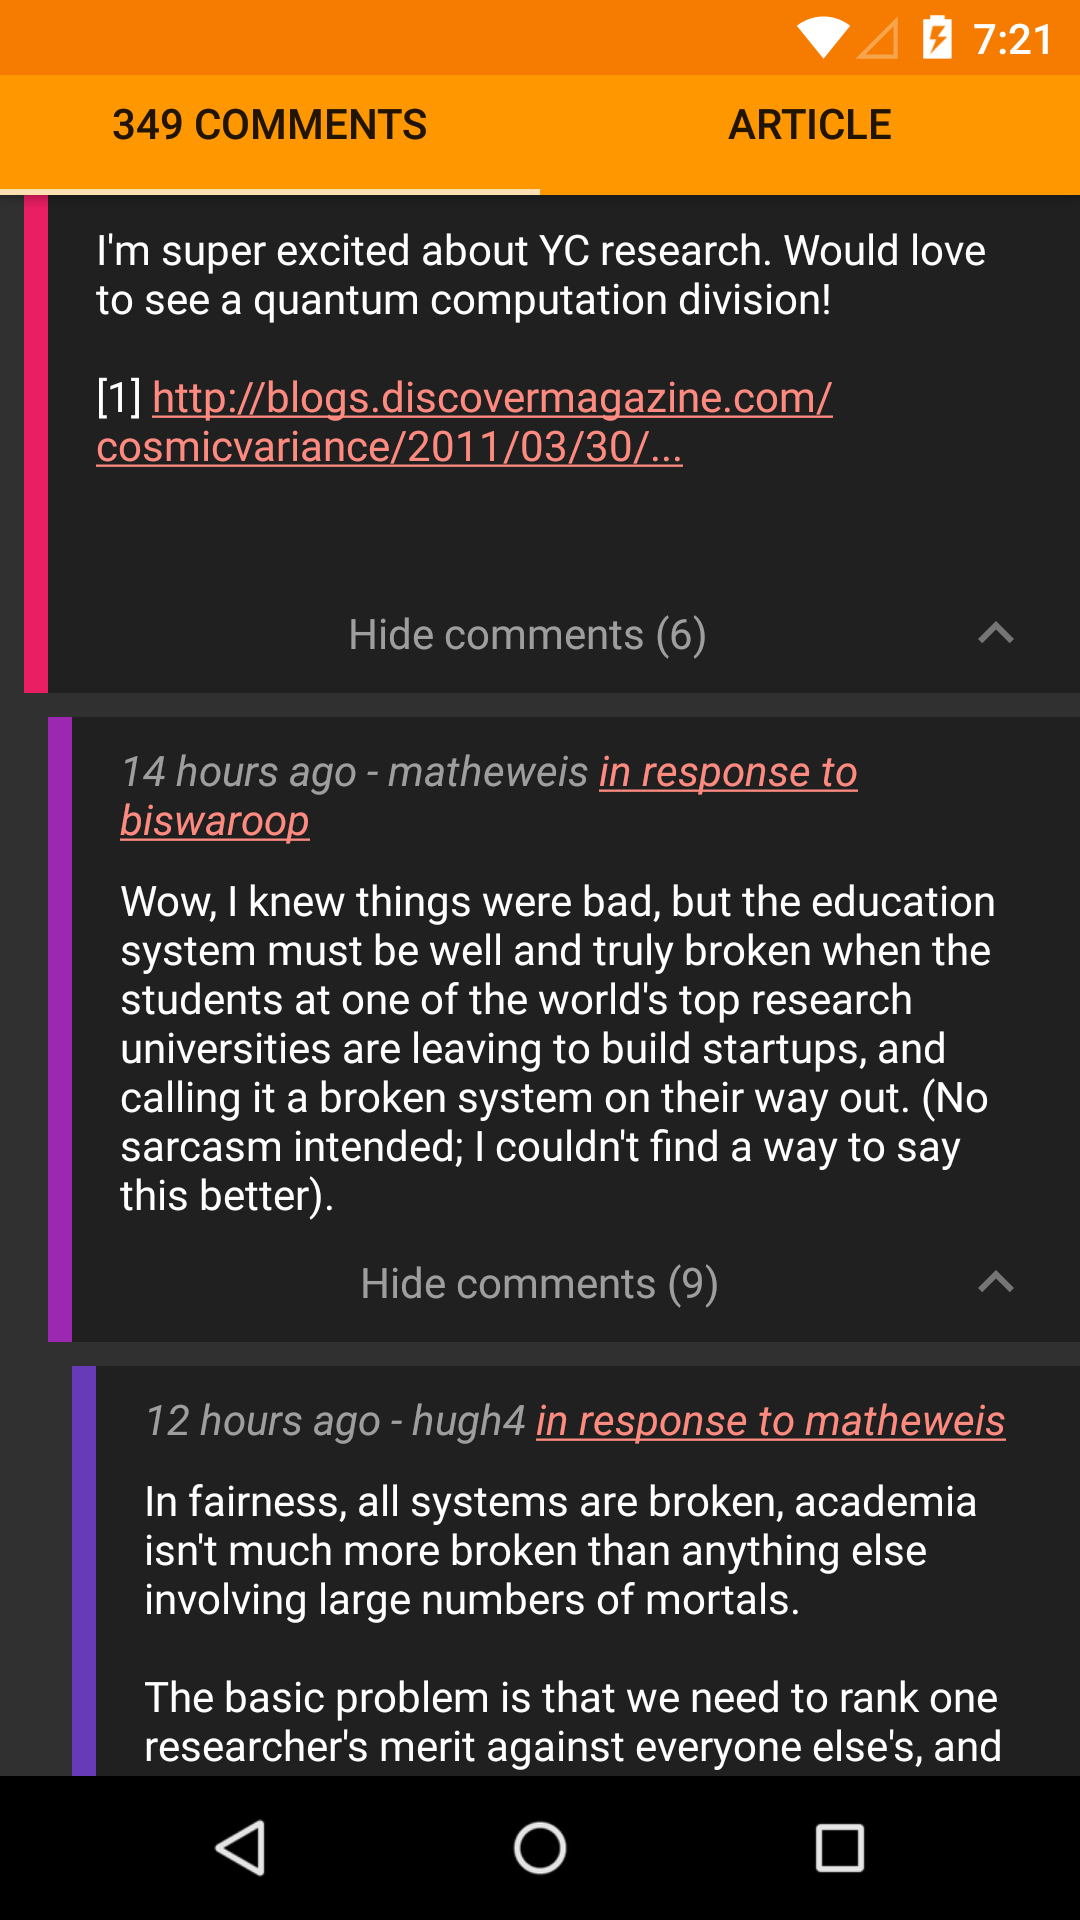 7:21
349 COMMENTS
ARTICLE
I'm super excited about YC research. Would love
to see a quantum computation division!
[1] http://blogs.discovermagazine.com/
cosmicvariance/2011/03/30/...
Hide comments (6)
14 hours ago - matheweis in response to
biswaroop
Wow, I knew things were bad, but the education
system must be well and truly broken when the
students at one of the world's top research
universities are leaving to build startups, and
calling it a broken system on their way out. (No
sarcasm intended; I couldn't find a way to say
this better).
Hide comments (9)
12 hours ago - hugh4 in response to matheweis
In fairness, all systems are broken, academia
isn't much more broken than anything else
involving large numbers of mortals.
The basic problem is that we need to rank one
researcher's merit against everyone else's, and